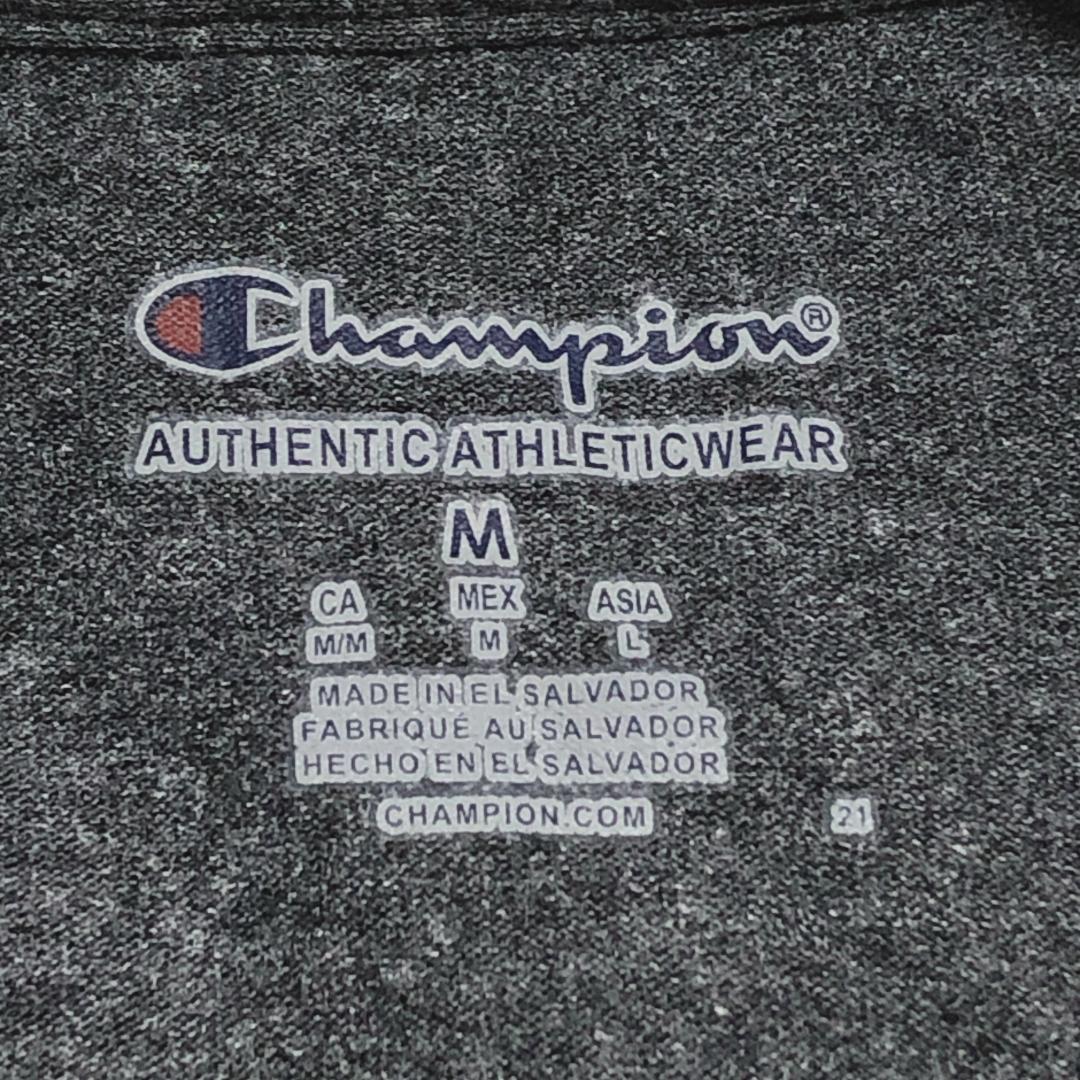 Champion®
AUTHENTIC ATHLETICWEAR
M
CA MEX ASIA
M/M M L
MADE IN EL SALVADOR
FABRIQUÉ AU SALVADOR
HECHO EN EL SALVADOR
CHAMPION.COM 21